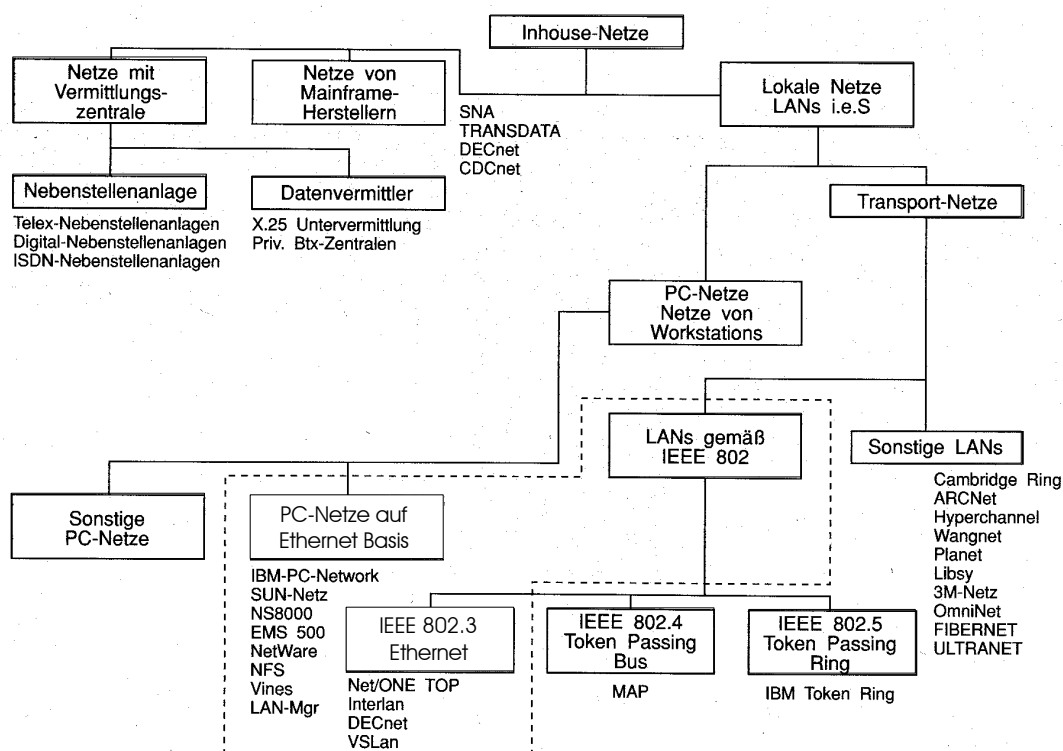 Inhouse-Netze
Netze mit
Vermittlungs-
zentrale
Netze von
Mainframe-
Herstellern
SNA
TRANSDATA
DECnet
CDCnet
Lokale Netze
LANs i.e.S
Nebenstellenanlage
Telex-Nebenstellenanlagen
Digital-Nebenstellenanlagen
ISDN-Nebenstellenanlagen
Datenvermittler
X.25 Untervermittlung
Priv. Btx-Zentralen
Transport-Netze
PC-Netze
Netze von
Workstations
LANs gemäß
IEEE 802
Sonstige LANs
Cambridge Ring
ARCNet
Hyperchannel
Wangnet
Planet
Libsy
3M-Netz
OmniNet
FIBERNET
ULTRANET
Sonstige
PC-Netze
PC-Netze auf
Ethernet Basis
IBM-PC-Network
SUN-Netz
NS8000
EMS 500
NetWare
NFS
Vines
LAN-Mgr
IEEE 802.3
Ethernet
Net/ONE TOP
Interlan
DECnet
VSLan
IEEE 802.4
Token Passing
Bus
MAP
IEEE 802.5
Token Passing
Ring
IBM Token Ring